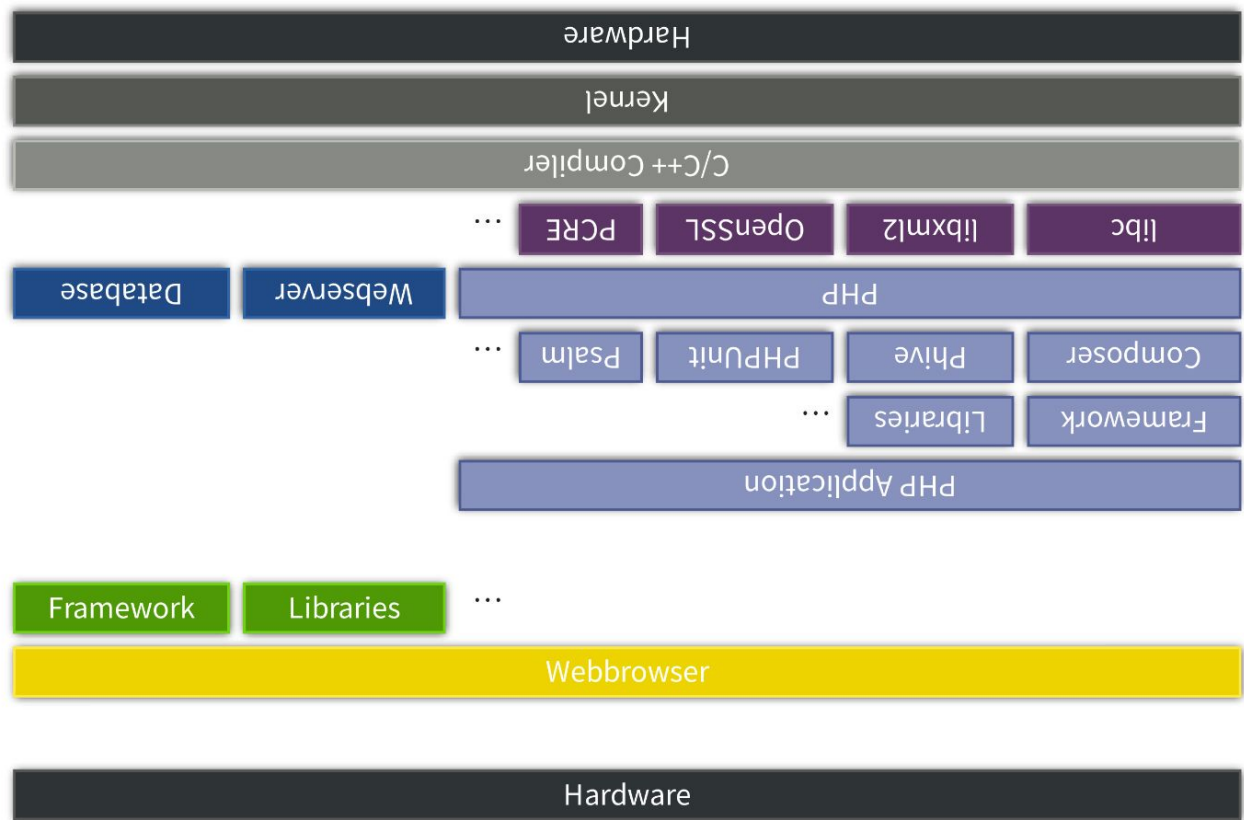 Hardware
Kernel
C/C++ Compiler
... PCRE OpenSSL libxml2 libc
Database Webserver PHP
... Psalm PHPUnit Phive Composer
... Libraries Framework
PHP Application
Framework Libraries ...
Webbrowser
Hardware